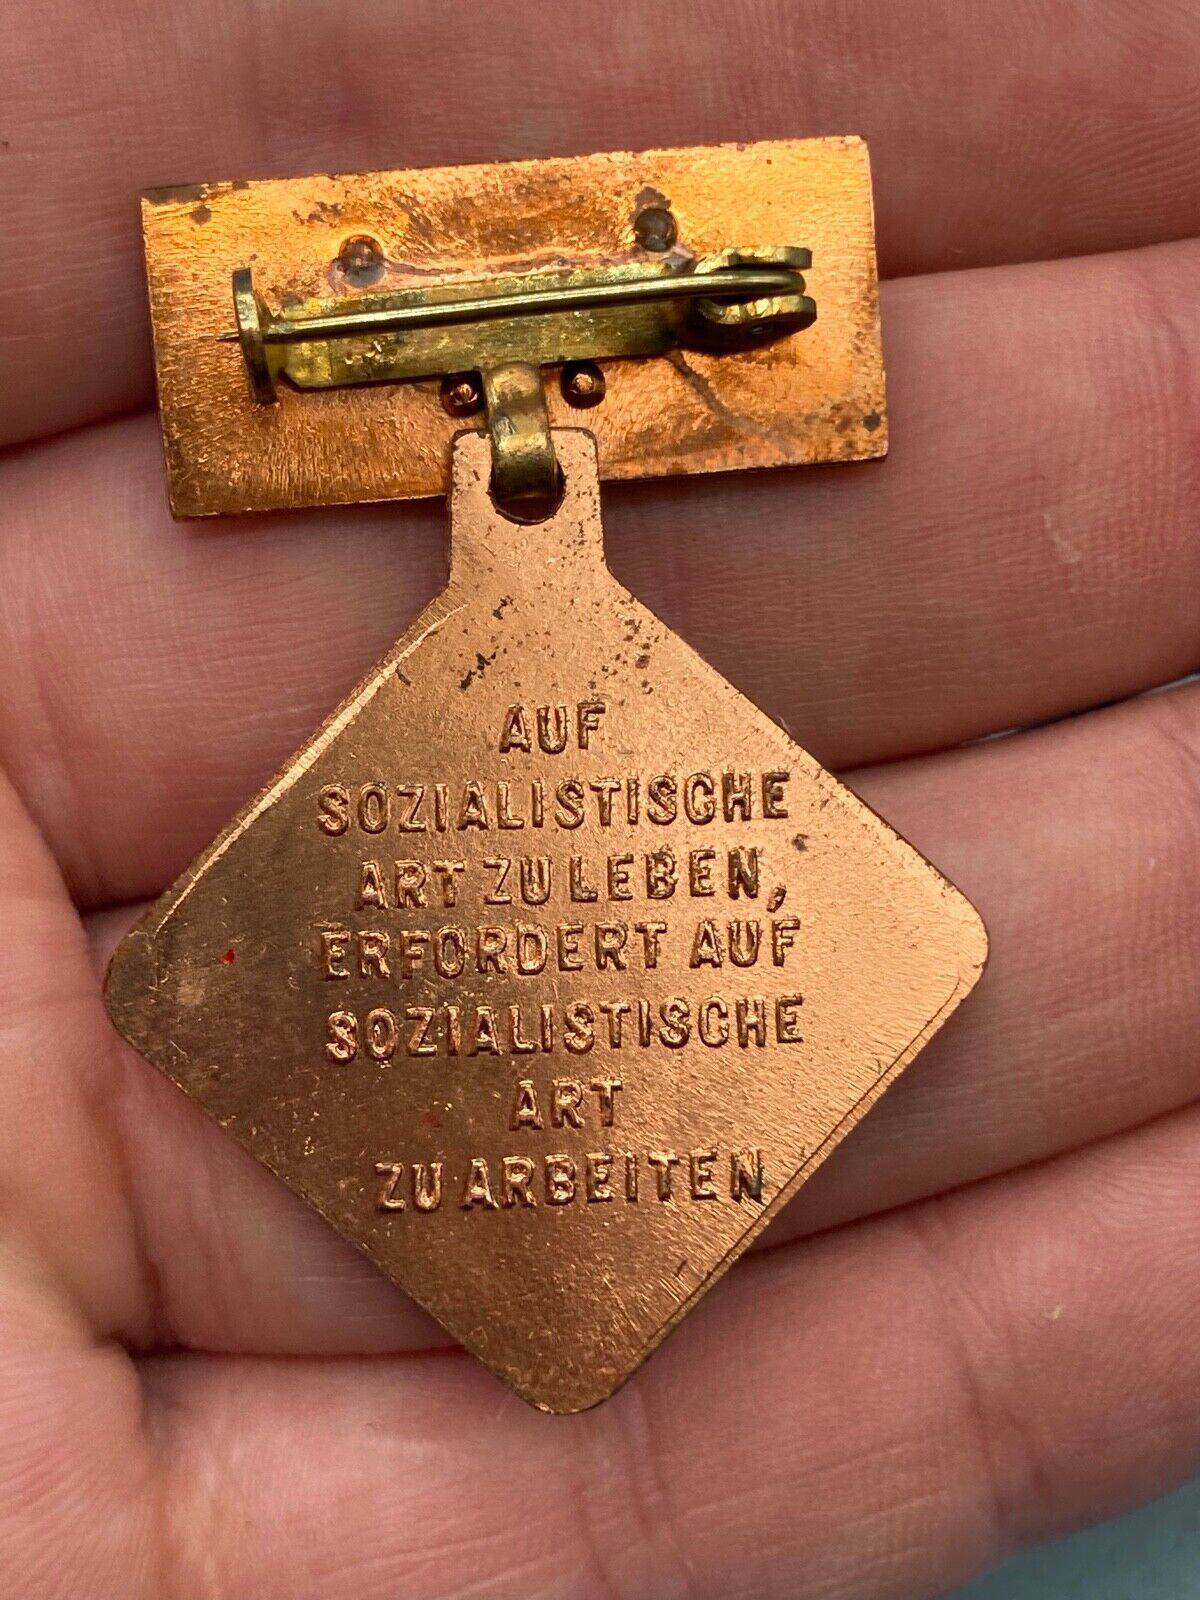 AUF
SOZIALISTISCHE
ART ZU LEBEN,
ERFORDERT AUF
SOZIALISTISCHE
ART
ZU ARBEITEN